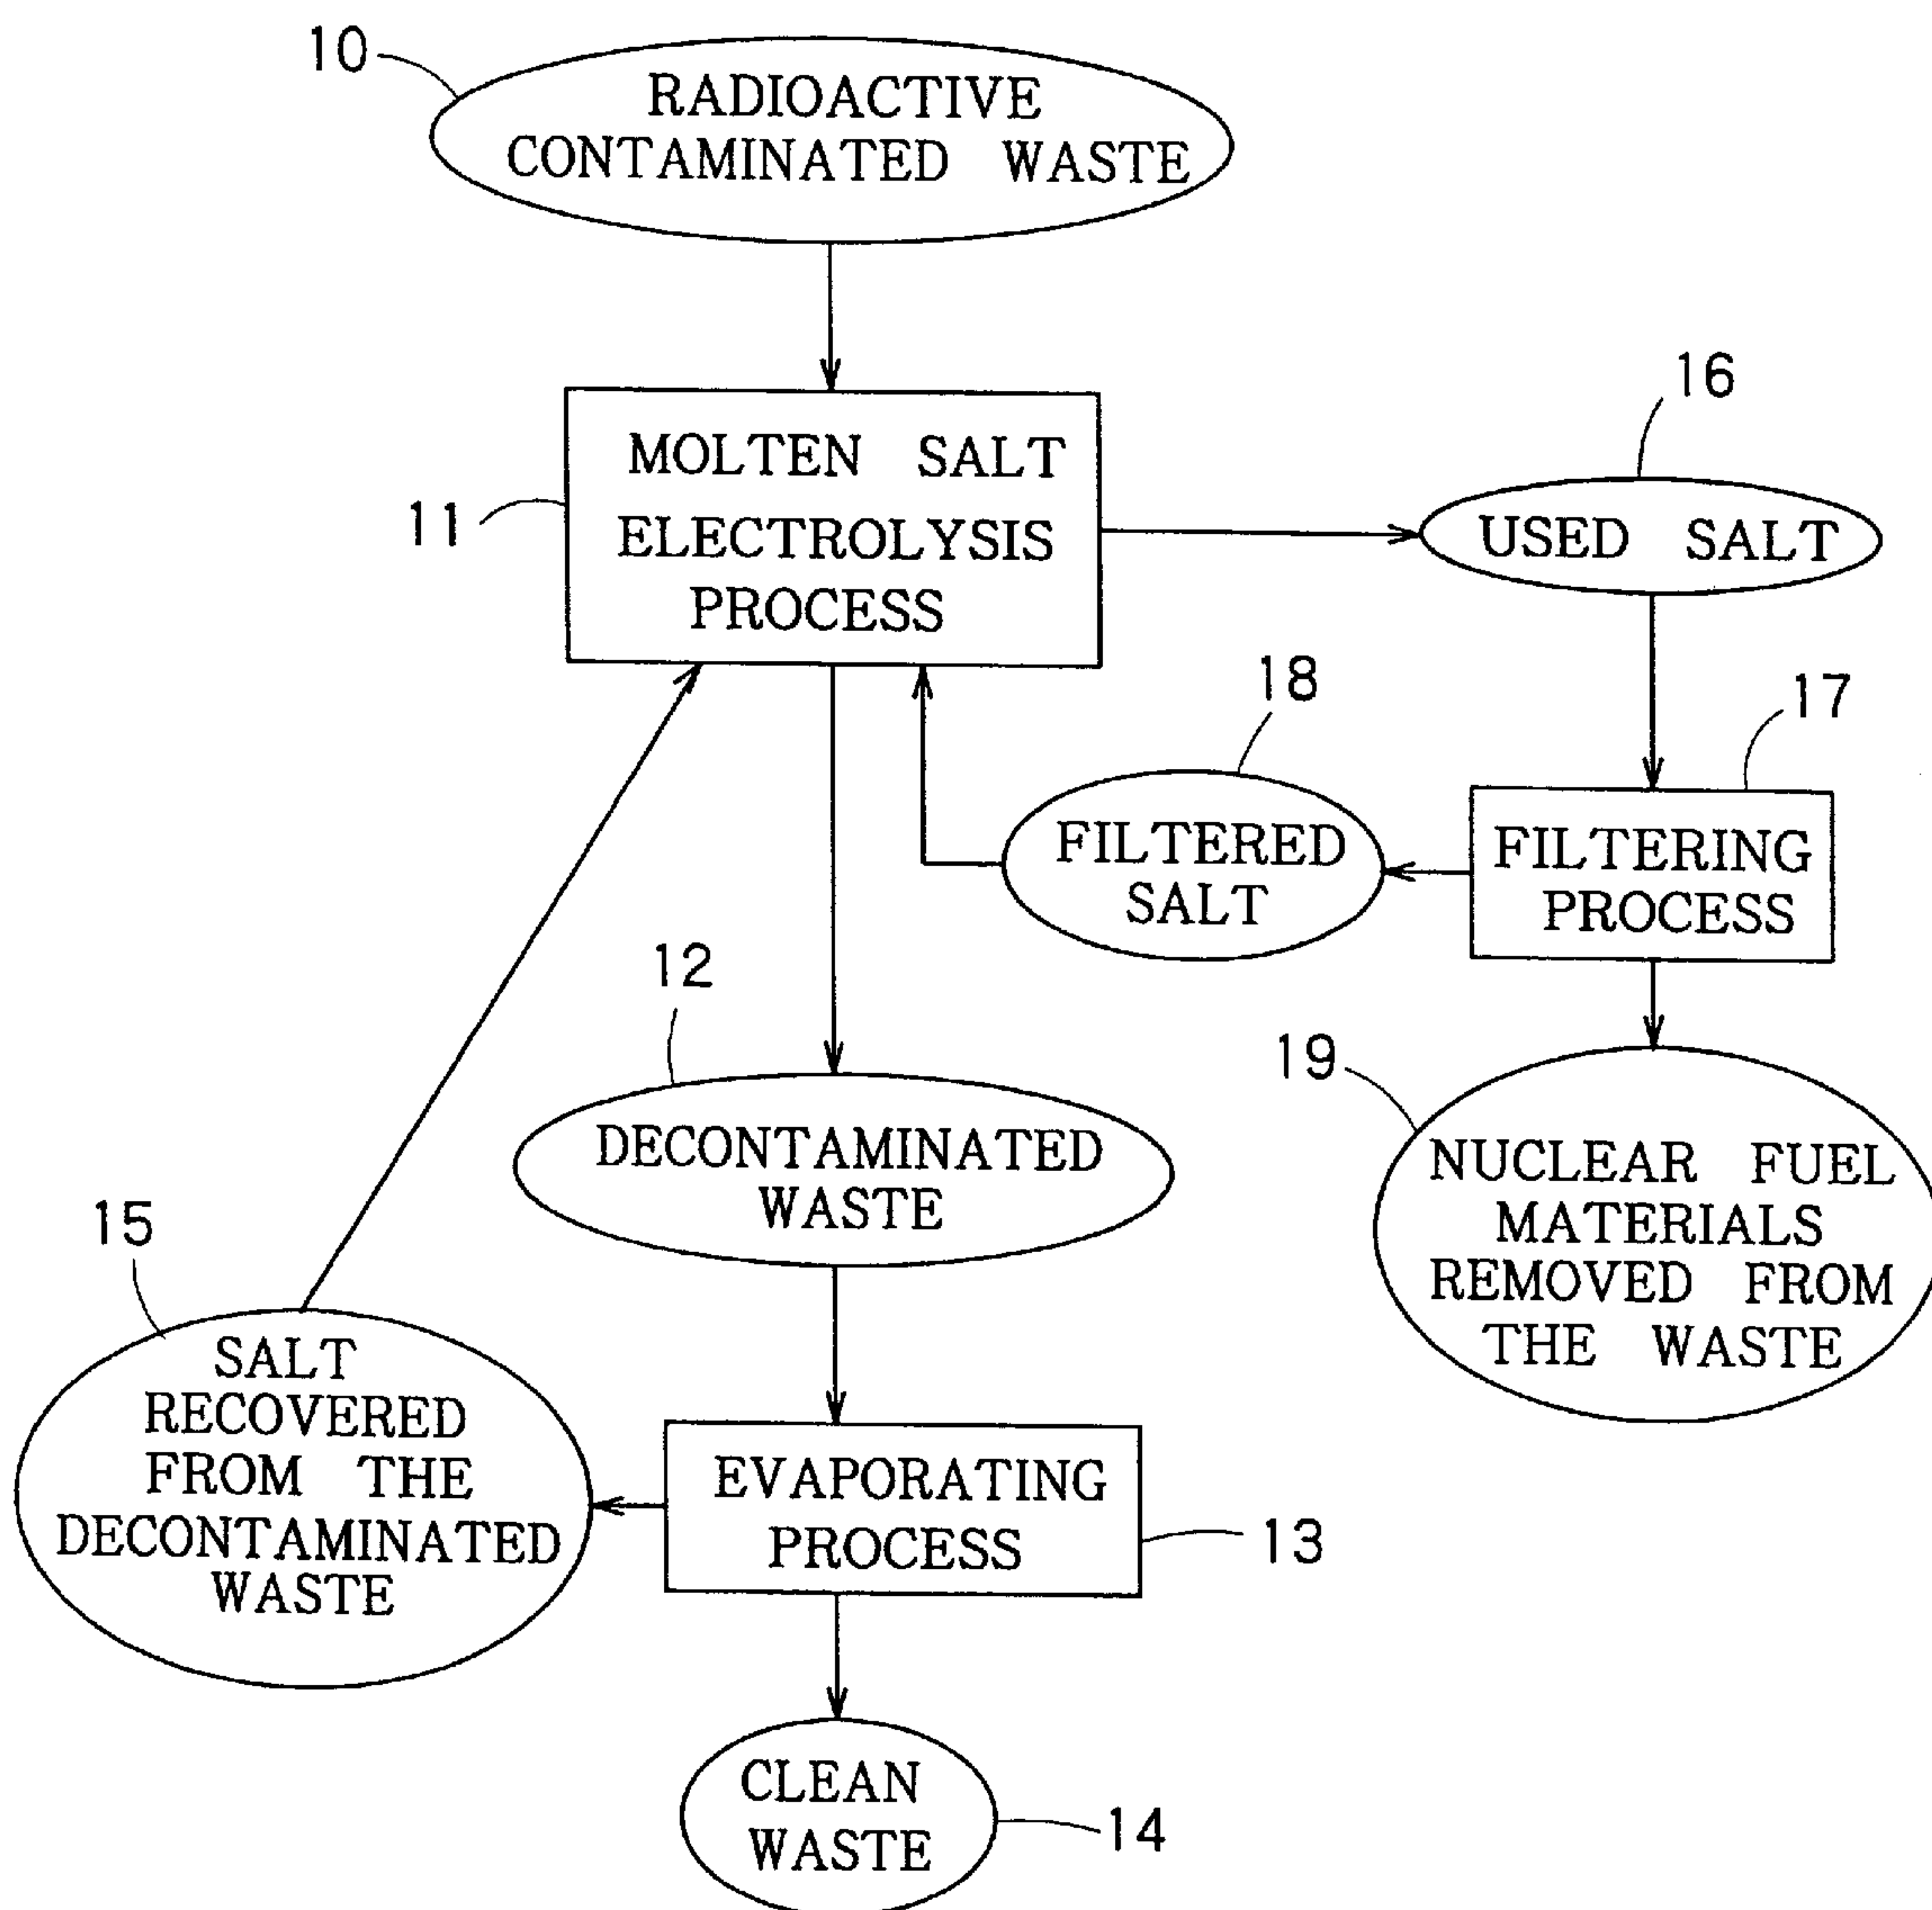 10
RADIOACTIVE
CONTAMINATED WASTE
11
MOLTEN SALT
ELECTROLYSIS
PROCESS
16
USED SALT
18
FILTERED
SALT
17
FILTERING
PROCESS
12
DECONTAMINATED
WASTE
19
NUCLEAR FUEL
MATERIALS
REMOVED FROM
THE WASTE
15
SALT
RECOVERED
FROM THE
DECONTAMINATED
WASTE
EVAPORATING
PROCESS
13
CLEAN
WASTE
14